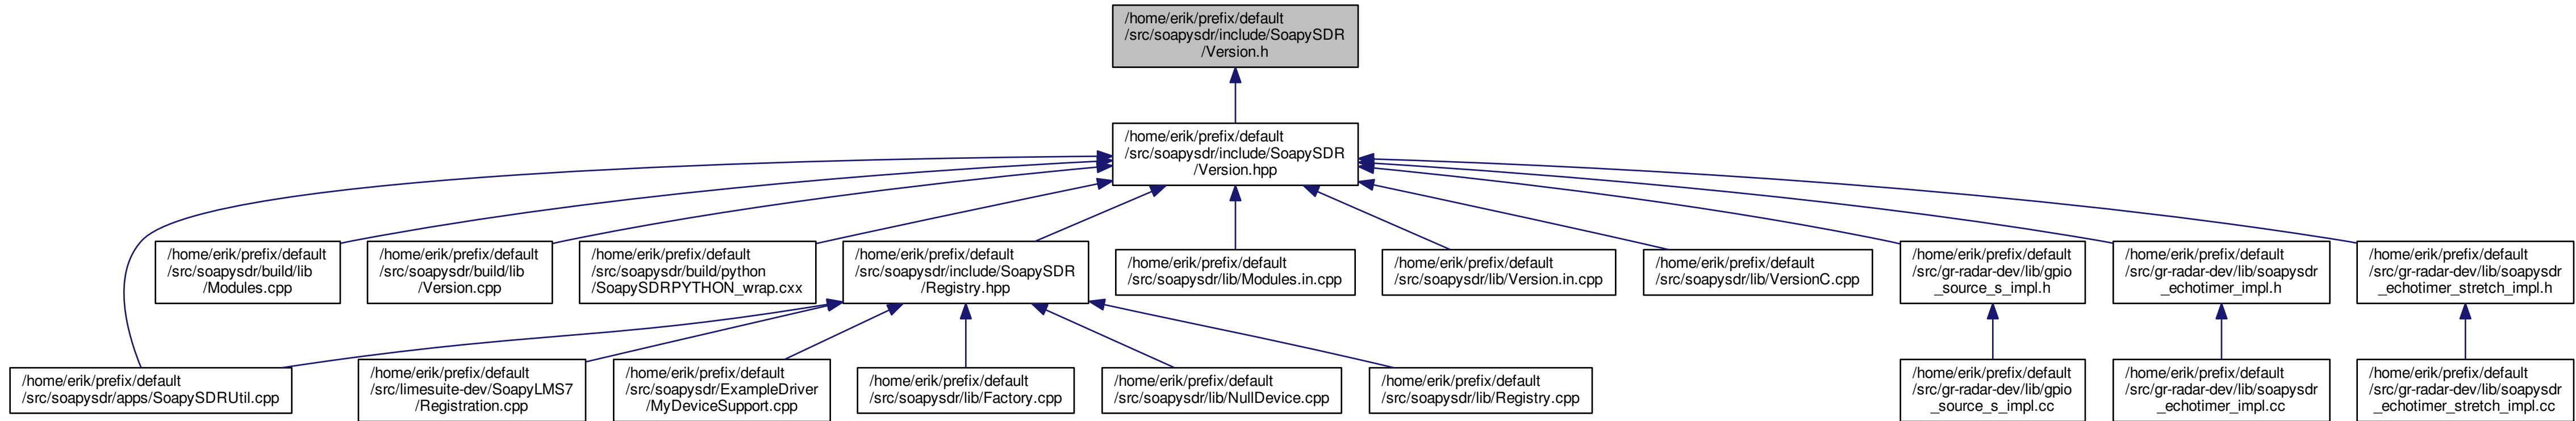 /home/erik/prefix/default
/src/soapysdr/include/SoapySDR
/Version.h
/home/erik/prefix/default
/src/soapysdr/include/SoapySDR
/Version.hpp
/home/erik/prefix/default
/src/soapysdr/build/lib
/Modules.cpp
/home/erik/prefix/default
/src/soapysdr/build/lib
/Version.cpp
/home/erik/prefix/default
/src/soapysdr/build/python
/SoapySDRPYTHON_wrap.cxx
/home/erik/prefix/default
/src/soapysdr/include/SoapySDR
/Registry.hpp
/home/erik/prefix/default
/src/soapysdr/lib/Modules.in.cpp
/home/erik/prefix/default
/src/soapysdr/lib/Version.in.cpp
/home/erik/prefix/default
/src/soapysdr/lib/VersionC.cpp
/home/erik/prefix/default
/src/gr-radar-dev/lib/gpio
_source_s_impl.h
/home/erik/prefix/default
/src/gr-radar-dev/lib/soapysdr
_echotimer_impl.h
/home/erik/prefix/default
/src/gr-radar-dev/lib/soapysdr
_echotimer_stretch_impl.h
/home/erik/prefix/default
/src/soapysdr/apps/SoapySDRUtil.cpp
/home/erik/prefix/default
/src/limesuite-dev/SoapyLMS7
/Registration.cpp
/home/erik/prefix/default
/src/soapysdr/ExampleDriver
/MyDeviceSupport.cpp
/home/erik/prefix/default
/src/soapysdr/lib/Factory.cpp
/home/erik/prefix/default
/src/soapysdr/lib/NullDevice.cpp
/home/erik/prefix/default
/src/soapysdr/lib/Registry.cpp
/home/erik/prefix/default
/src/gr-radar-dev/lib/gpio
_source_s_impl.cc
/home/erik/prefix/default
/src/gr-radar-dev/lib/soapysdr
_echotimer_impl.cc
/home/erik/prefix/default
/src/gr-radar-dev/lib/soapysdr
_echotimer_stretch_impl.cc